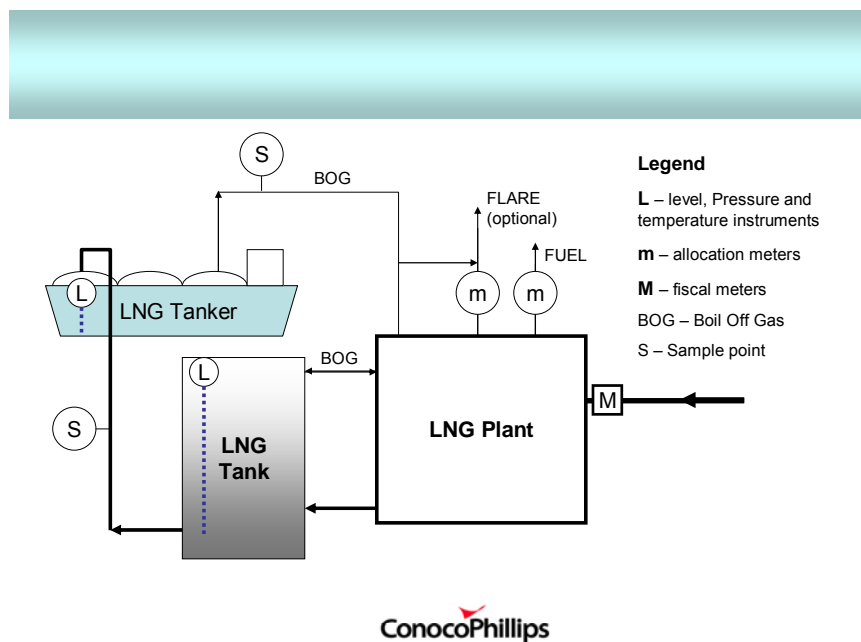 S
BOG
FLARE
(optional)
FUEL
m
m
L
LNG Tanker
BOG
L
S
LNG
Tank
LNG Plant
M
Legend
L – level, Pressure and
temperature instruments
m – allocation meters
M – fiscal meters
BOG – Boil Off Gas
S – Sample point
ConocoPhillips